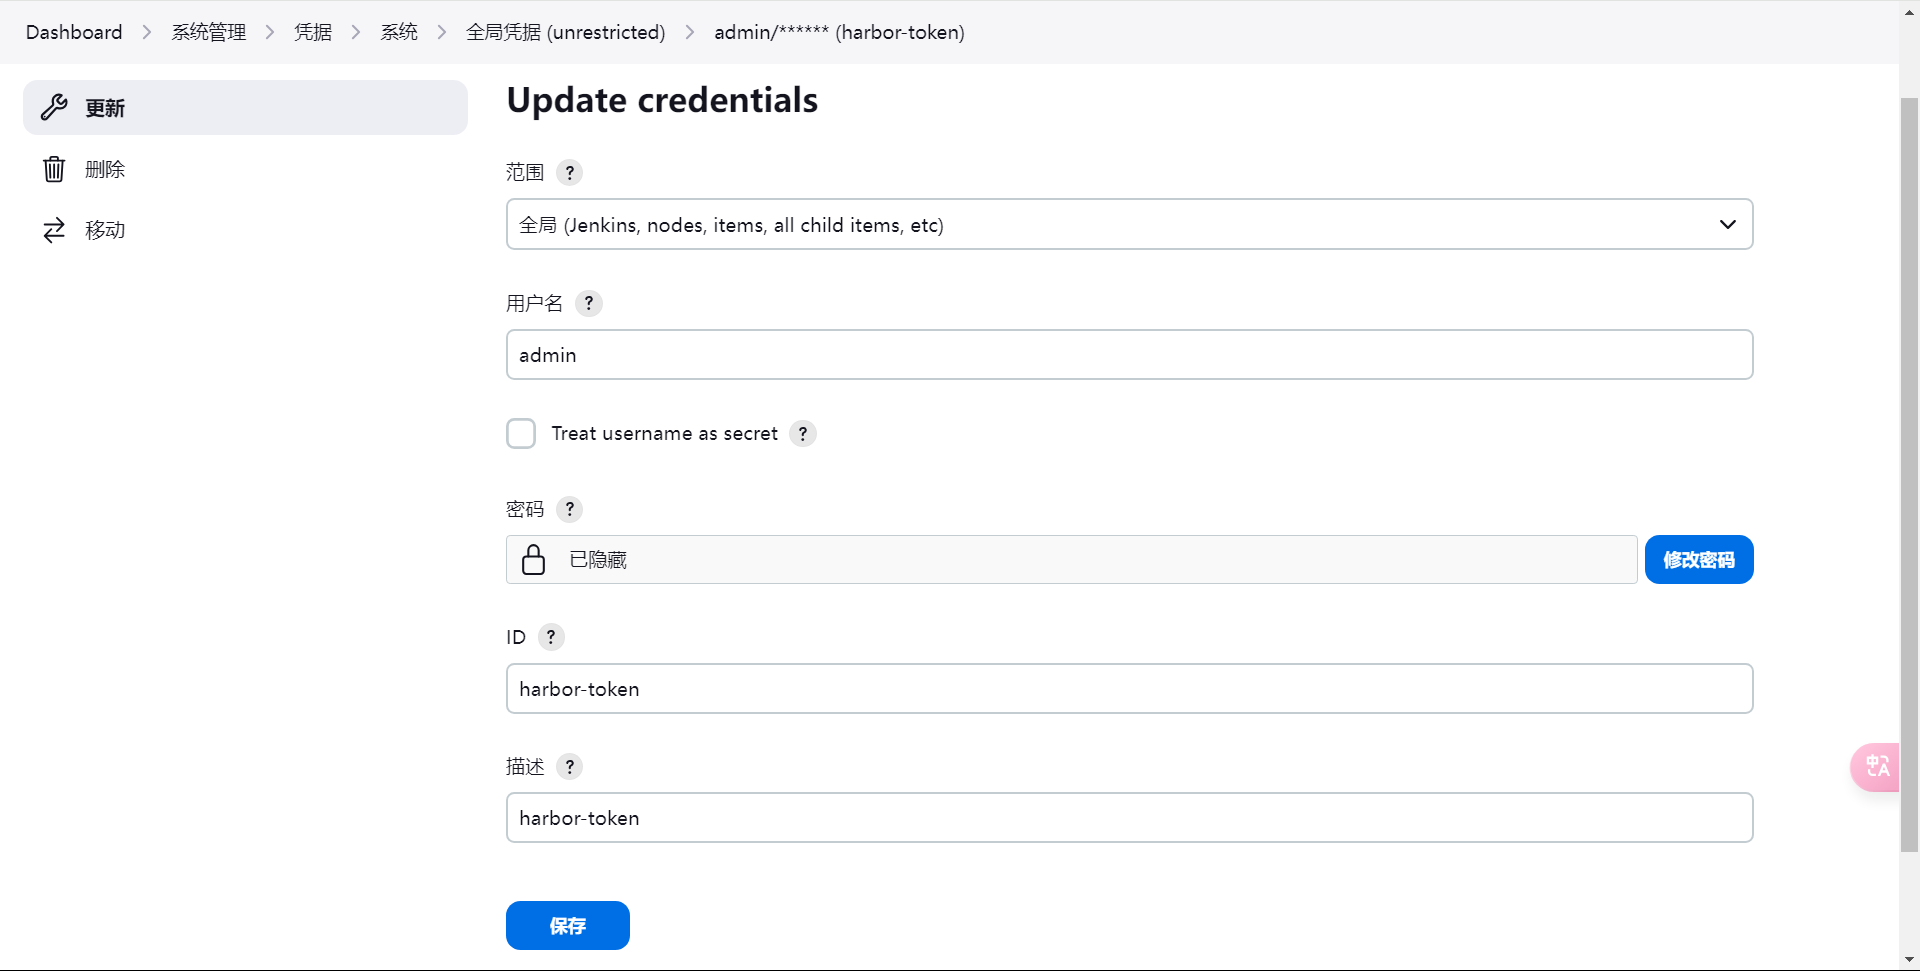 Dashboard 系统管理 凭据 系统 全局凭据 (unrestricted) admin/****** (harbor-token)
更新
删除
移动
Update credentials
范围 ?
全局 (Jenkins, nodes, items, all child items, etc)
用户名 ?
admin
Treat username as secret ?
密码 ?
已隐藏
修改密码
ID ?
harbor-token
描述 ?
harbor-token
中A
保存